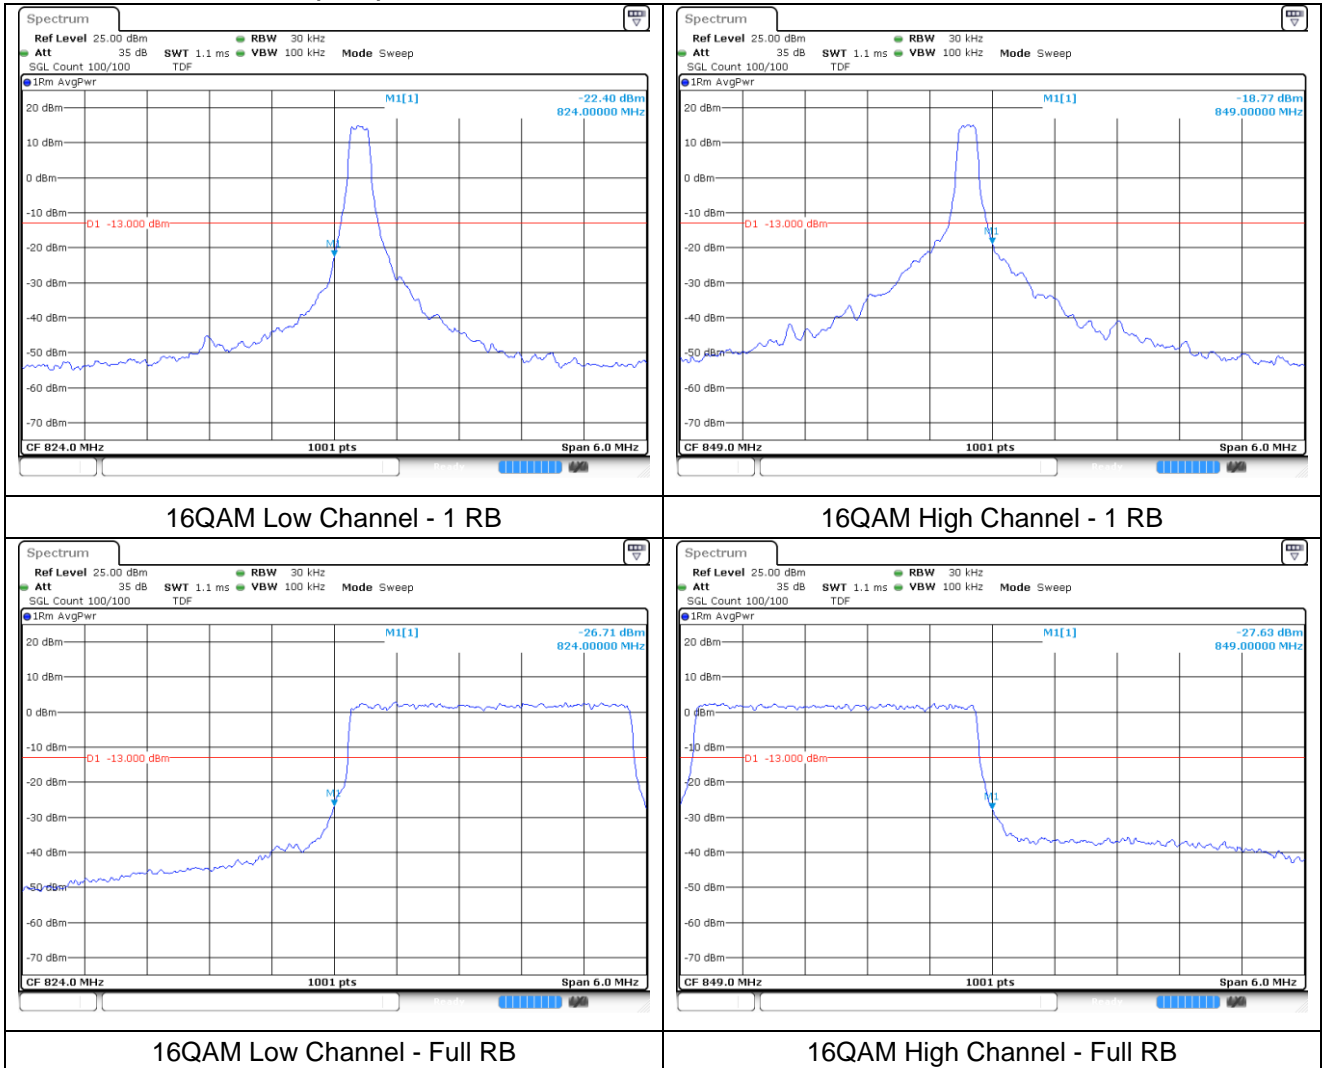 Spectrum
Ref Level 25.00 dBm RBW 30 kHz
Att 35 dB SWT 1.1 ms VBW 100 kHz Mode Sweep
SGL Count 100/100 TDF
1Rm AvgPwr
M1[1] -22.40 dBm
824.00000 MHz
20 dBm
10 dBm
0 dBm
-10 dBm
D1 -13.000 dBm
M1
-20 dBm
-30 dBm
-40 dBm
-50 dBm
-60 dBm
-70 dBm
CF 824.0 MHz 1001 pts Span 6.0 MHz
16QAM Low Channel - 1 RB
Spectrum
Ref Level 25.00 dBm RBW 30 kHz
Att 35 dB SWT 1.1 ms VBW 100 kHz Mode Sweep
SGL Count 100/100 TDF
1Rm AvgPwr
M1[1] -18.77 dBm
849.00000 MHz
20 dBm
10 dBm
0 dBm
-10 dBm
D1 -13.000 dBm
M1
-20 dBm
-30 dBm
-40 dBm
-50 dBm
-60 dBm
-70 dBm
CF 849.0 MHz 1001 pts Span 6.0 MHz
16QAM High Channel - 1 RB
Spectrum
Ref Level 25.00 dBm RBW 30 kHz
Att 35 dB SWT 1.1 ms VBW 100 kHz Mode Sweep
SGL Count 100/100 TDF
1Rm AvgPwr
M1[1] -26.71 dBm
824.00000 MHz
20 dBm
10 dBm
0 dBm
-10 dBm
D1 -13.000 dBm
-20 dBm
M1
-30 dBm
-40 dBm
-50 dBm
-60 dBm
-70 dBm
CF 824.0 MHz 1001 pts Span 6.0 MHz
16QAM Low Channel - Full RB
Spectrum
Ref Level 25.00 dBm RBW 30 kHz
Att 35 dB SWT 1.1 ms VBW 100 kHz Mode Sweep
SGL Count 100/100 TDF
1Rm AvgPwr
M1[1] -27.63 dBm
849.00000 MHz
20 dBm
10 dBm
0 dBm
-10 dBm
D1 -13.000 dBm
-20 dBm
M1
-30 dBm
-40 dBm
-50 dBm
-60 dBm
-70 dBm
CF 849.0 MHz 1001 pts Span 6.0 MHz
16QAM High Channel - Full RB